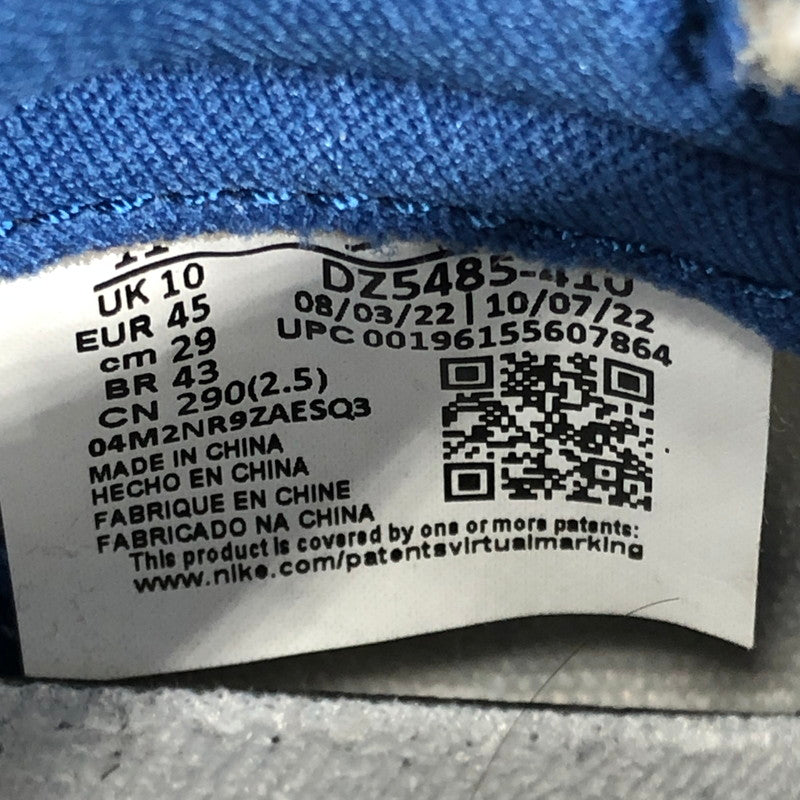 UK 10
EUR 45
cm 29
BR 43
CN 290(2.5)
04M2NR9ZAESQ3
MADE IN CHINA
HECHO EN CHINA
FABRIQUE EN CHINE
FABRICADO NA CHINA
DZ5485-410
08/03/22 | 10/07/22
UPC 00196155607864
This product is covered by one or more patents:
www.nike.com/patentsvirtualmarking